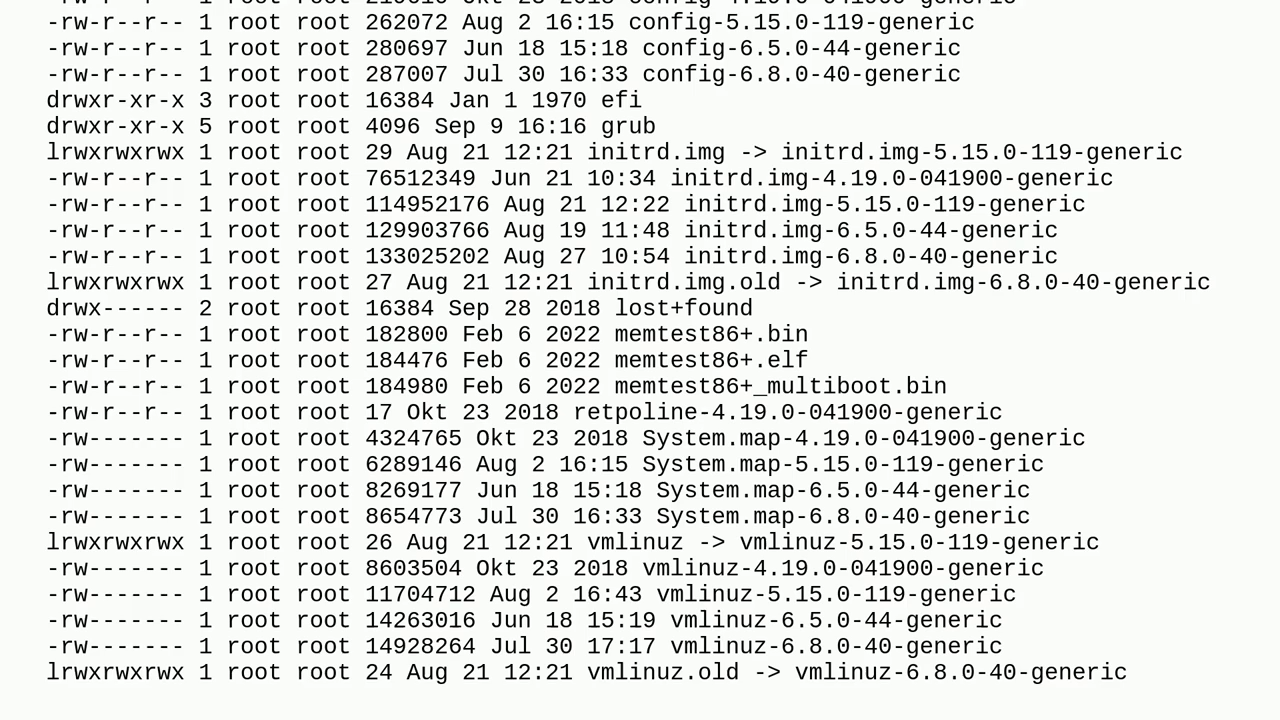 -rw-r--r-- 1 root root 262072 Aug 2 16:15 config-5.15.0-119-generic
-rw-r--r-- 1 root root 280697 Jun 18 15:18 config-6.5.0-44-generic
-rw-r--r-- 1 root root 287007 Jul 30 16:33 config-6.8.0-40-generic
drwxr-xr-x 3 root root 16384 Jan 1 1970 efi
drwxr-xr-x 5 root root 4096 Sep 9 16:16 grub
lrwxrwxrwx 1 root root 29 Aug 21 12:21 initrd.img -> initrd.img-5.15.0-119-generic
-rw-r--r-- 1 root root 76512349 Jun 21 10:34 initrd.img-4.19.0-041900-generic
-rw-r--r-- 1 root root 114952176 Aug 21 12:22 initrd.img-5.15.0-119-generic
-rw-r--r-- 1 root root 129903766 Aug 19 11:48 initrd.img-6.5.0-44-generic
-rw-r--r-- 1 root root 133025202 Aug 27 10:54 initrd.img-6.8.0-40-generic
lrwxrwxrwx 1 root root 27 Aug 21 12:21 initrd.img.old -> initrd.img-6.8.0-40-generic
drwx------ 2 root root 16384 Sep 28 2018 lost+found
-rw-r--r-- 1 root root 182800 Feb 6 2022 memtest86+.bin
-rw-r--r-- 1 root root 184476 Feb 6 2022 memtest86+.elf
-rw-r--r-- 1 root root 184980 Feb 6 2022 memtest86+_multiboot.bin
-rw-r--r-- 1 root root 17 Okt 23 2018 retpoline-4.19.0-041900-generic
-rw------- 1 root root 4324765 Okt 23 2018 System.map-4.19.0-041900-generic
-rw------- 1 root root 6289146 Aug 2 16:15 System.map-5.15.0-119-generic
-rw------- 1 root root 8269177 Jun 18 15:18 System.map-6.5.0-44-generic
-rw------- 1 root root 8654773 Jul 30 16:33 System.map-6.8.0-40-generic
lrwxrwxrwx 1 root root 26 Aug 21 12:21 vmlinuz -> vmlinuz-5.15.0-119-generic
-rw------- 1 root root 8603504 Okt 23 2018 vmlinuz-4.19.0-041900-generic
-rw------- 1 root root 11704712 Aug 2 16:43 vmlinuz-5.15.0-119-generic
-rw------- 1 root root 14263016 Jun 18 15:19 vmlinuz-6.5.0-44-generic
-rw------- 1 root root 14928264 Jul 30 17:17 vmlinuz-6.8.0-40-generic
lrwxrwxrwx 1 root root 24 Aug 21 12:21 vmlinuz.old -> vmlinuz-6.8.0-40-generic